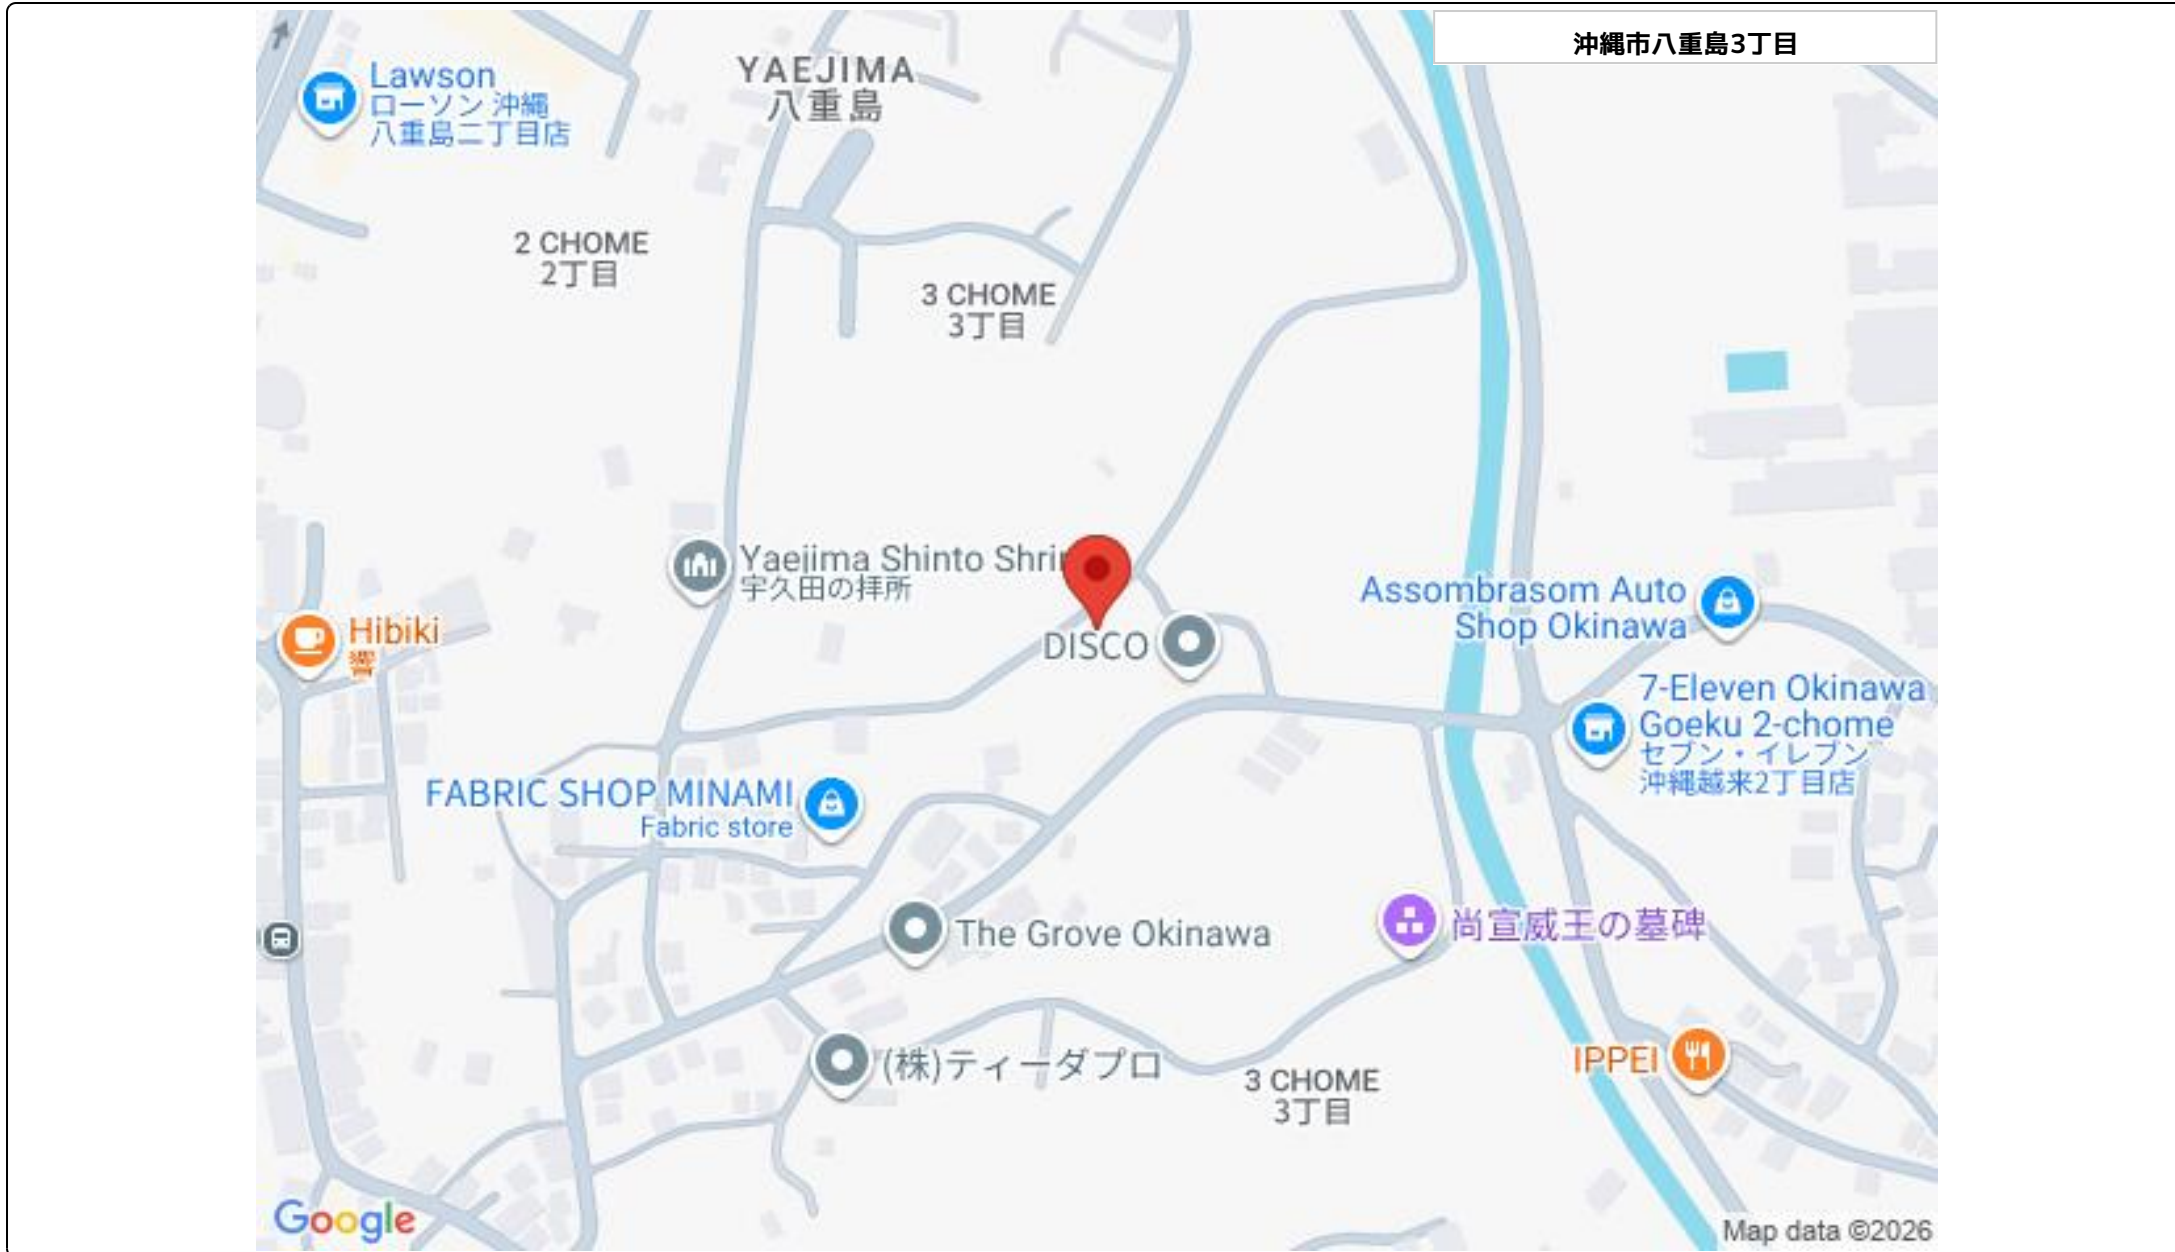 沖縄市八重島3丁目
Lawson
ローソン 沖縄
八重島二丁目店
YAEJIMA
八重島
2 CHOME
2丁目
3 CHOME
3丁目
Yaejima Shinto Shri
宇久田の拝所
DISCO
Hibiki
響
Assombrasom Auto
Shop Okinawa
7-Eleven Okinawa
Goeku 2-chome
セブン・イレブン
沖縄越来2丁目店
FABRIC SHOP MINAMI
Fabric store
The Grove Okinawa
尚宣威王の墓碑
(株)ティーダプロ
3 CHOME
3丁目
IPPEI
Google
Map data ©2026